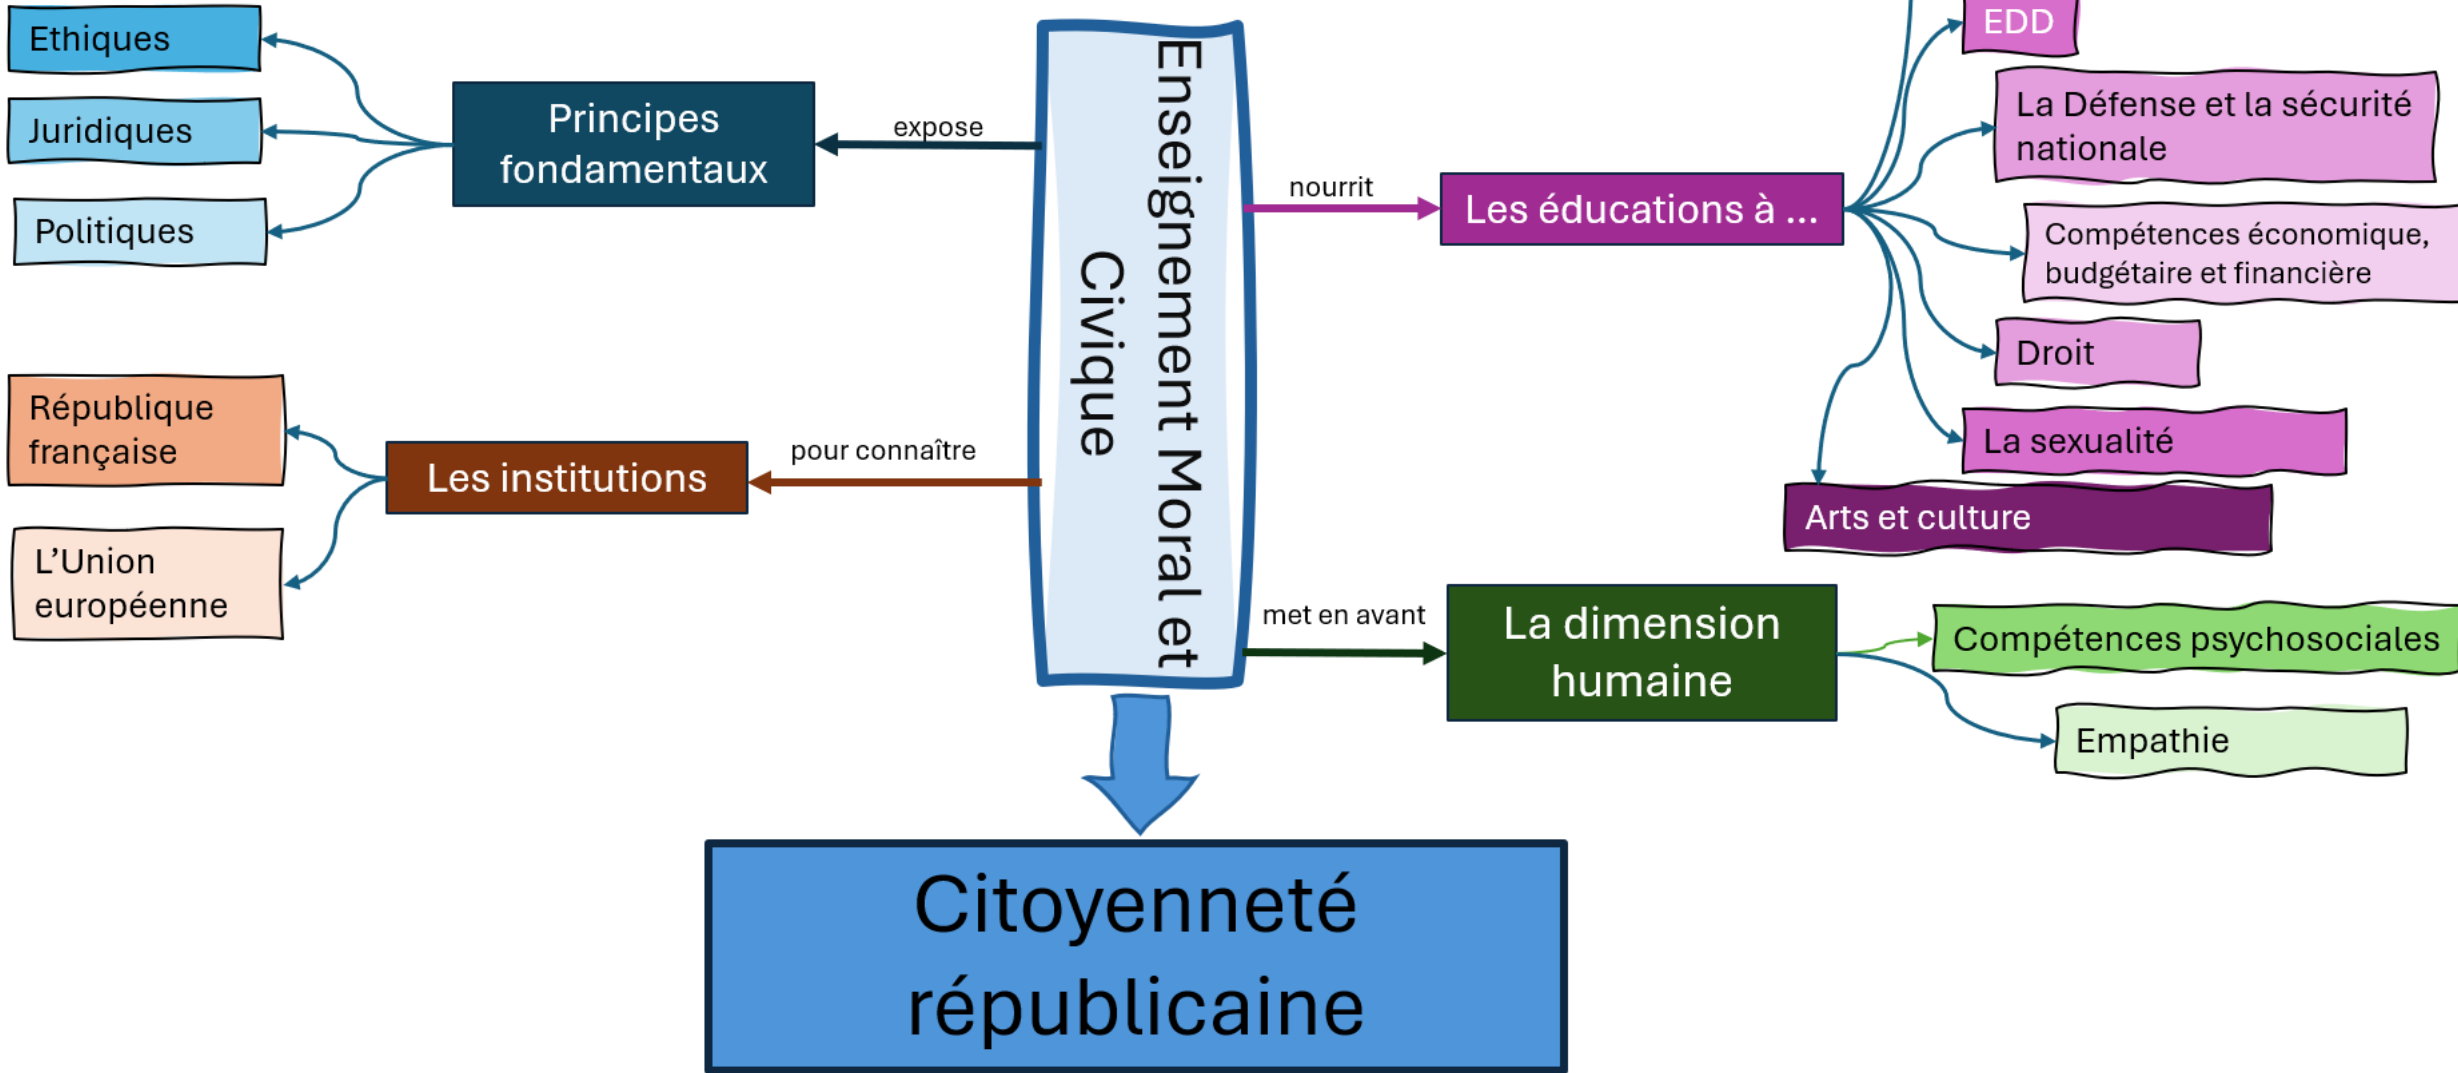 Ethiques
Juridiques
Politiques
Principes
fondamentaux
expose
République
française
L'Union
européenne
Les institutions
pour connaître
Enseignement Moral et
Civique
nourrit
Les éducations à ...
EDD
La Défense et la sécurité
nationale
Compétences économique,
budgétaire et financière
Droit
La sexualité
Arts et culture
met en avant
La dimension
humaine
Compétences psychosociales
Empathie
Citoyenneté
républicaine